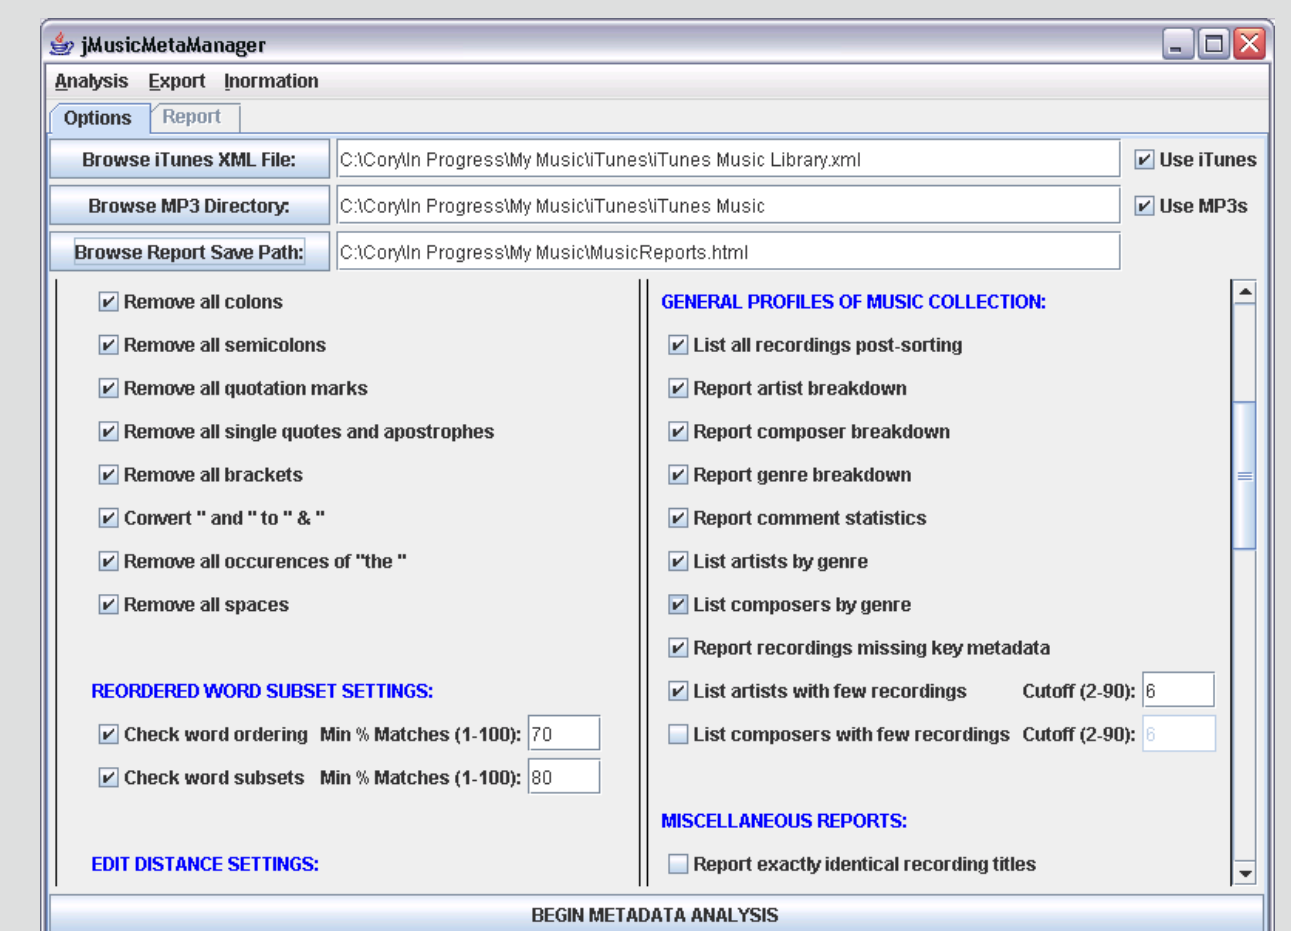 jMusicMetaManager
Analysis Export Inormation
Options Report
Browse iTunes XML File: C:\Cory\In Progress\My Music\iTunes\iTunes Music Library.xml Use iTunes
Browse MP3 Directory: C:\Cory\In Progress\My Music\iTunes\iTunes Music Use MP3s
Browse Report Save Path: C:\Cory\In Progress\My Music\MusicReports.html
Remove all colons
Remove all semicolons
Remove all quotation marks
Remove all single quotes and apostrophes
Remove all brackets
Convert " and " to " & "
Remove all occurences of "the "
Remove all spaces
REORDERED WORD SUBSET SETTINGS:
Check word ordering Min % Matches (1-100): 70
Check word subsets Min % Matches (1-100): 80
EDIT DISTANCE SETTINGS:
GENERAL PROFILES OF MUSIC COLLECTION:
List all recordings post-sorting
Report artist breakdown
Report composer breakdown
Report genre breakdown
Report comment statistics
List artists by genre
List composers by genre
Report recordings missing key metadata
List artists with few recordings Cutoff (2-90): 6
List composers with few recordings Cutoff (2-90): 6
MISCELLANEOUS REPORTS:
Report exactly identical recording titles
BEGIN METADATA ANALYSIS